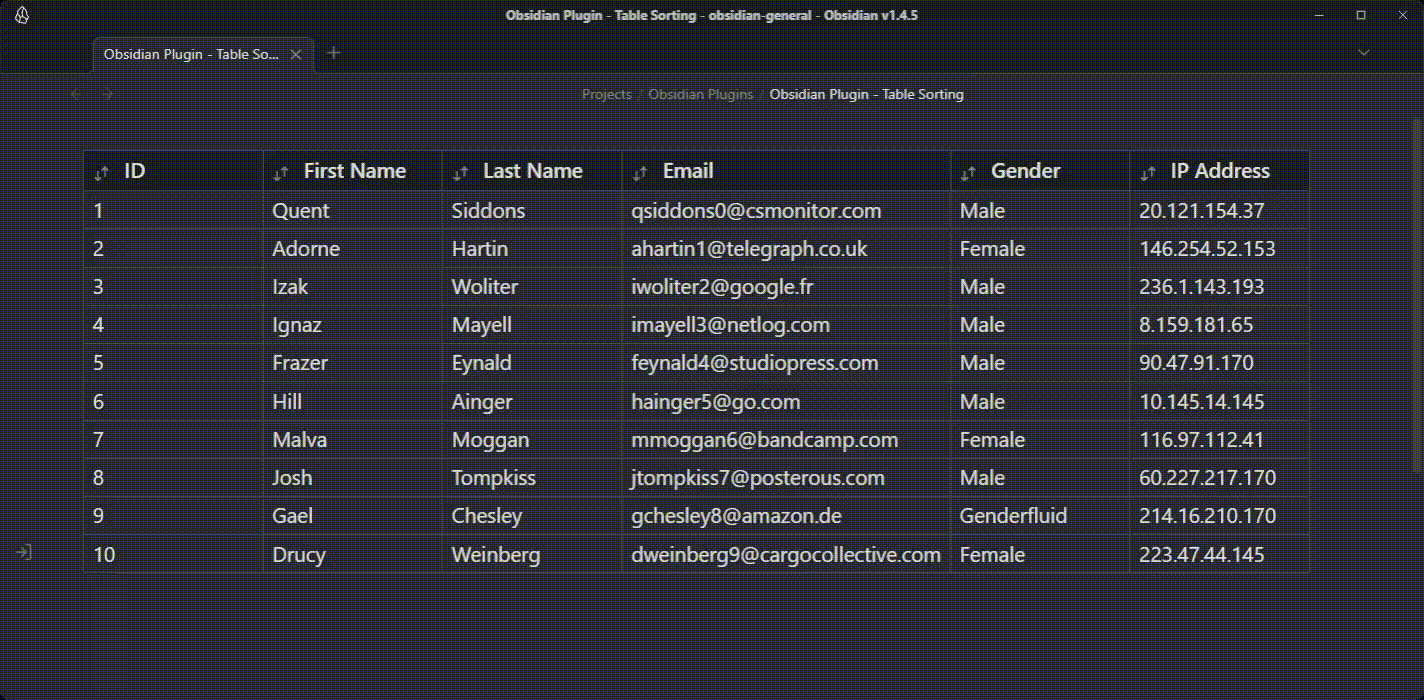 Obsidian Plugin - Table Sorting - obsidian-general - Obsidian v1.4.5
Obsidian Plugin - Table So...
Projects / Obsidian Plugins / Obsidian Plugin - Table Sorting
ID First Name Last Name Email Gender IP Address
1 Quent Siddons qsiddons0@csmonitor.com Male 20.121.154.37
2 Adorne Hartin ahartin1@telegraph.co.uk Female 146.254.52.153
3 Izak Woliter iwoliter2@google.fr Male 236.1.143.193
4 Ignaz Mayell imayell3@netlog.com Male 8.159.181.65
5 Frazer Eynald feynald4@studiopress.com Male 90.47.91.170
6 Hill Ainger hainger5@go.com Male 10.145.14.145
7 Malva Moggan mmoggan6@bandcamp.com Female 116.97.112.41
8 Josh Tompkiss jtompkiss7@posterous.com Male 60.227.217.170
9 Gael Chesley gchesley8@amazon.de Genderfluid 214.16.210.170
10 Drucy Weinberg dweinberg9@cargocollective.com Female 223.47.44.145